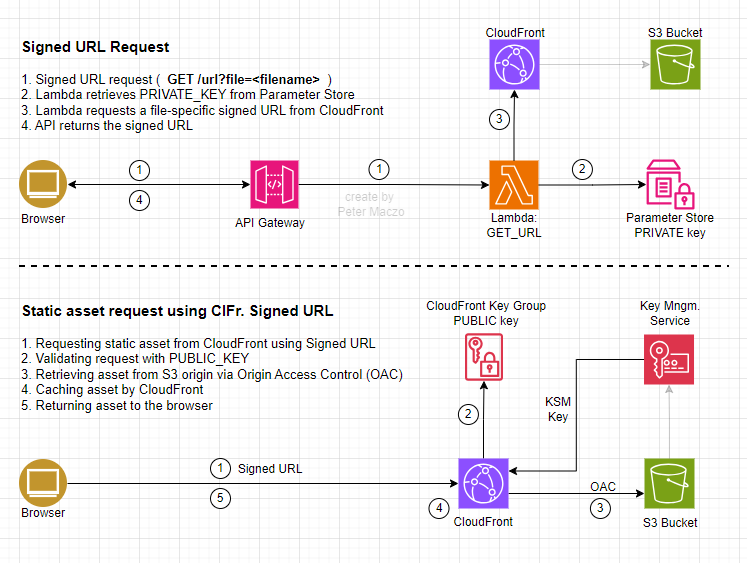 Signed URL Request
1. Signed URL request ( GET /url?file=<filename> )
2. Lambda retrieves PRIVATE_KEY from Parameter Store
3. Lambda requests a file-specific signed URL from CloudFront
4. API returns the signed URL
CloudFront
S3 Bucket
3
1
4
1
2
Browser
API Gateway
create by
Peter Maczo
Lambda:
GET_URL
Parameter Store
PRIVATE key
Static asset request using ClFr. Signed URL
1. Requesting static asset from CloudFront using Signed URL
2. Validating request with PUBLIC_KEY
3. Retrieving asset from S3 origin via Origin Access Control (OAC)
4. Caching asset by CloudFront
5. Returning asset to the browser
CloudFront Key Group
PUBLIC key
Key Mngm.
Service
2
KSM
Key
1 Signed URL
5
4
OAC
3
Browser
CloudFront
S3 Bucket